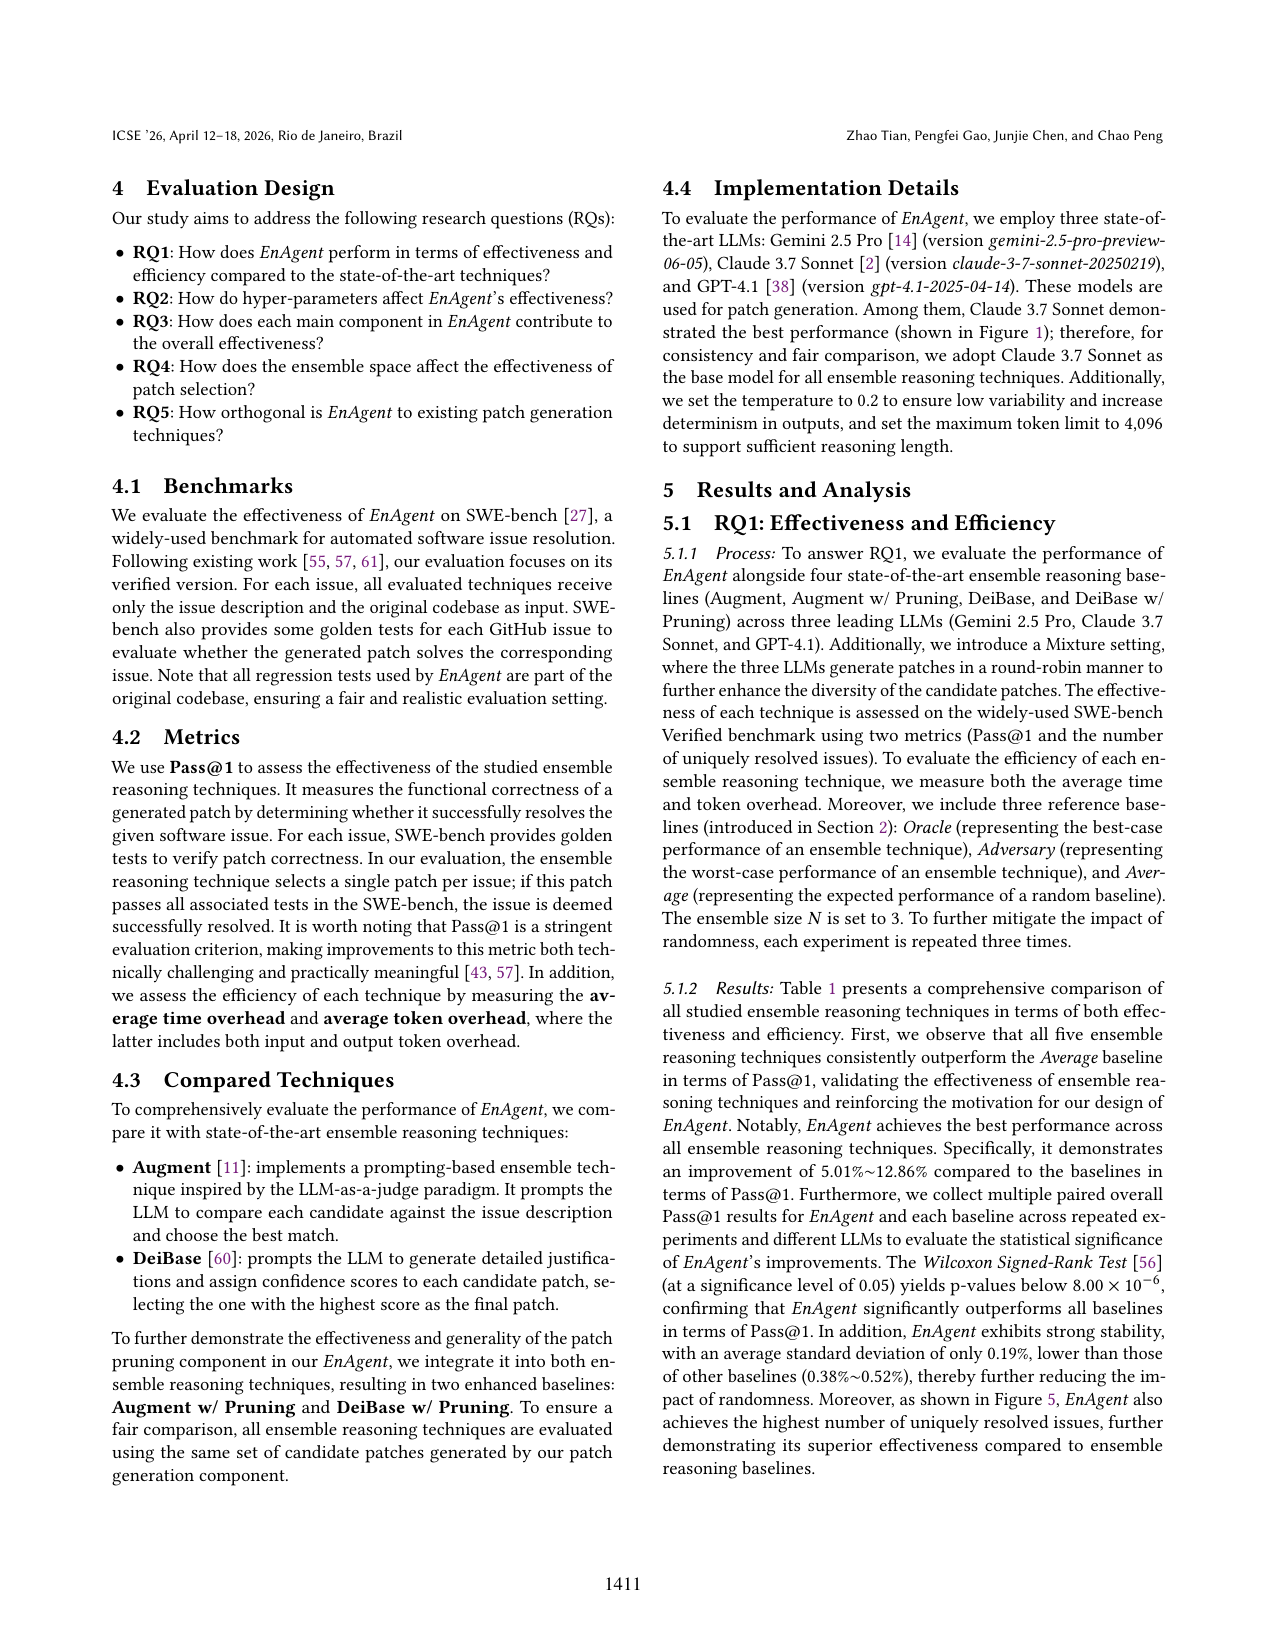 ICSE ’26, April 12–18, 2026, Rio de Janeiro, Brazil
Zhao Tian, Pengfei Gao, Junjie Chen, and Chao Peng
4 Evaluation Design
Our study aims to address the following research questions (RQs):
• RQ1: How does EnAgent perform in terms of effectiveness and
efficiency compared to the state-of-the-art techniques?
• RQ2: How do hyper-parameters affect EnAgent’s effectiveness?
• RQ3: How does each main component in EnAgent contribute to
the overall effectiveness?
• RQ4: How does the ensemble space affect the effectiveness of
patch selection?
• RQ5: How orthogonal is EnAgent to existing patch generation
techniques?
4.1 Benchmarks
We evaluate the effectiveness of EnAgent on SWE-bench [27], a
widely-used benchmark for automated software issue resolution.
Following existing work [55, 57, 61], our evaluation focuses on its
verified version. For each issue, all evaluated techniques receive
only the issue description and the original codebase as input. SWE-
bench also provides some golden tests for each GitHub issue to
evaluate whether the generated patch solves the corresponding
issue. Note that all regression tests used by EnAgent are part of the
original codebase, ensuring a fair and realistic evaluation setting.
4.2 Metrics
We use Pass@1 to assess the effectiveness of the studied ensemble
reasoning techniques. It measures the functional correctness of a
generated patch by determining whether it successfully resolves the
given software issue. For each issue, SWE-bench provides golden
tests to verify patch correctness. In our evaluation, the ensemble
reasoning technique selects a single patch per issue; if this patch
passes all associated tests in the SWE-bench, the issue is deemed
successfully resolved. It is worth noting that Pass@1 is a stringent
evaluation criterion, making improvements to this metric both tech-
nically challenging and practically meaningful [43, 57]. In addition,
we assess the efficiency of each technique by measuring the av-
erage time overhead and average token overhead, where the
latter includes both input and output token overhead.
4.3 Compared Techniques
To comprehensively evaluate the performance of EnAgent, we com-
pare it with state-of-the-art ensemble reasoning techniques:
• Augment [11]: implements a prompting-based ensemble tech-
nique inspired by the LLM-as-a-judge paradigm. It prompts the
LLM to compare each candidate against the issue description
and choose the best match.
• DeiBase [60]: prompts the LLM to generate detailed justifica-
tions and assign confidence scores to each candidate patch, se-
lecting the one with the highest score as the final patch.
To further demonstrate the effectiveness and generality of the patch
pruning component in our EnAgent, we integrate it into both en-
semble reasoning techniques, resulting in two enhanced baselines:
Augment w/ Pruning and DeiBase w/ Pruning. To ensure a
fair comparison, all ensemble reasoning techniques are evaluated
using the same set of candidate patches generated by our patch
generation component.
4.4 Implementation Details
To evaluate the performance of EnAgent, we employ three state-of-
the-art LLMs: Gemini 2.5 Pro [14] (version gemini-2.5-pro-preview-
06-05), Claude 3.7 Sonnet [2] (version claude-3-7-sonnet-20250219),
and GPT-4.1 [38] (version gpt-4.1-2025-04-14). These models are
used for patch generation. Among them, Claude 3.7 Sonnet demon-
strated the best performance (shown in Figure 1); therefore, for
consistency and fair comparison, we adopt Claude 3.7 Sonnet as
the base model for all ensemble reasoning techniques. Additionally,
we set the temperature to 0.2 to ensure low variability and increase
determinism in outputs, and set the maximum token limit to 4,096
to support sufficient reasoning length.
5 Results and Analysis
5.1 RQ1: Effectiveness and Efficiency
5.1.1 Process: To answer RQ1, we evaluate the performance of
EnAgent alongside four state-of-the-art ensemble reasoning base-
lines (Augment, Augment w/ Pruning, DeiBase, and DeiBase w/
Pruning) across three leading LLMs (Gemini 2.5 Pro, Claude 3.7
Sonnet, and GPT-4.1). Additionally, we introduce a Mixture setting,
where the three LLMs generate patches in a round-robin manner to
further enhance the diversity of the candidate patches. The effective-
ness of each technique is assessed on the widely-used SWE-bench
Verified benchmark using two metrics (Pass@1 and the number
of uniquely resolved issues). To evaluate the efficiency of each en-
semble reasoning technique, we measure both the average time
and token overhead. Moreover, we include three reference base-
lines (introduced in Section 2): Oracle (representing the best-case
performance of an ensemble technique), Adversary (representing
the worst-case performance of an ensemble technique), and Aver-
age (representing the expected performance of a random baseline).
The ensemble size N is set to 3. To further mitigate the impact of
randomness, each experiment is repeated three times.
5.1.2 Results: Table 1 presents a comprehensive comparison of
all studied ensemble reasoning techniques in terms of both effec-
tiveness and efficiency. First, we observe that all five ensemble
reasoning techniques consistently outperform the Average baseline
in terms of Pass@1, validating the effectiveness of ensemble rea-
soning techniques and reinforcing the motivation for our design of
EnAgent. Notably, EnAgent achieves the best performance across
all ensemble reasoning techniques. Specifically, it demonstrates
an improvement of 5.01%~12.86% compared to the baselines in
terms of Pass@1. Furthermore, we collect multiple paired overall
Pass@1 results for EnAgent and each baseline across repeated ex-
periments and different LLMs to evaluate the statistical significance
of EnAgent’s improvements. The Wilcoxon Signed-Rank Test [56]
(at a significance level of 0.05) yields p-values below 8.00 × 10⁻⁶,
confirming that EnAgent significantly outperforms all baselines
in terms of Pass@1. In addition, EnAgent exhibits strong stability,
with an average standard deviation of only 0.19%, lower than those
of other baselines (0.38%~0.52%), thereby further reducing the im-
pact of randomness. Moreover, as shown in Figure 5, EnAgent also
achieves the highest number of uniquely resolved issues, further
demonstrating its superior effectiveness compared to ensemble
reasoning baselines.
1411